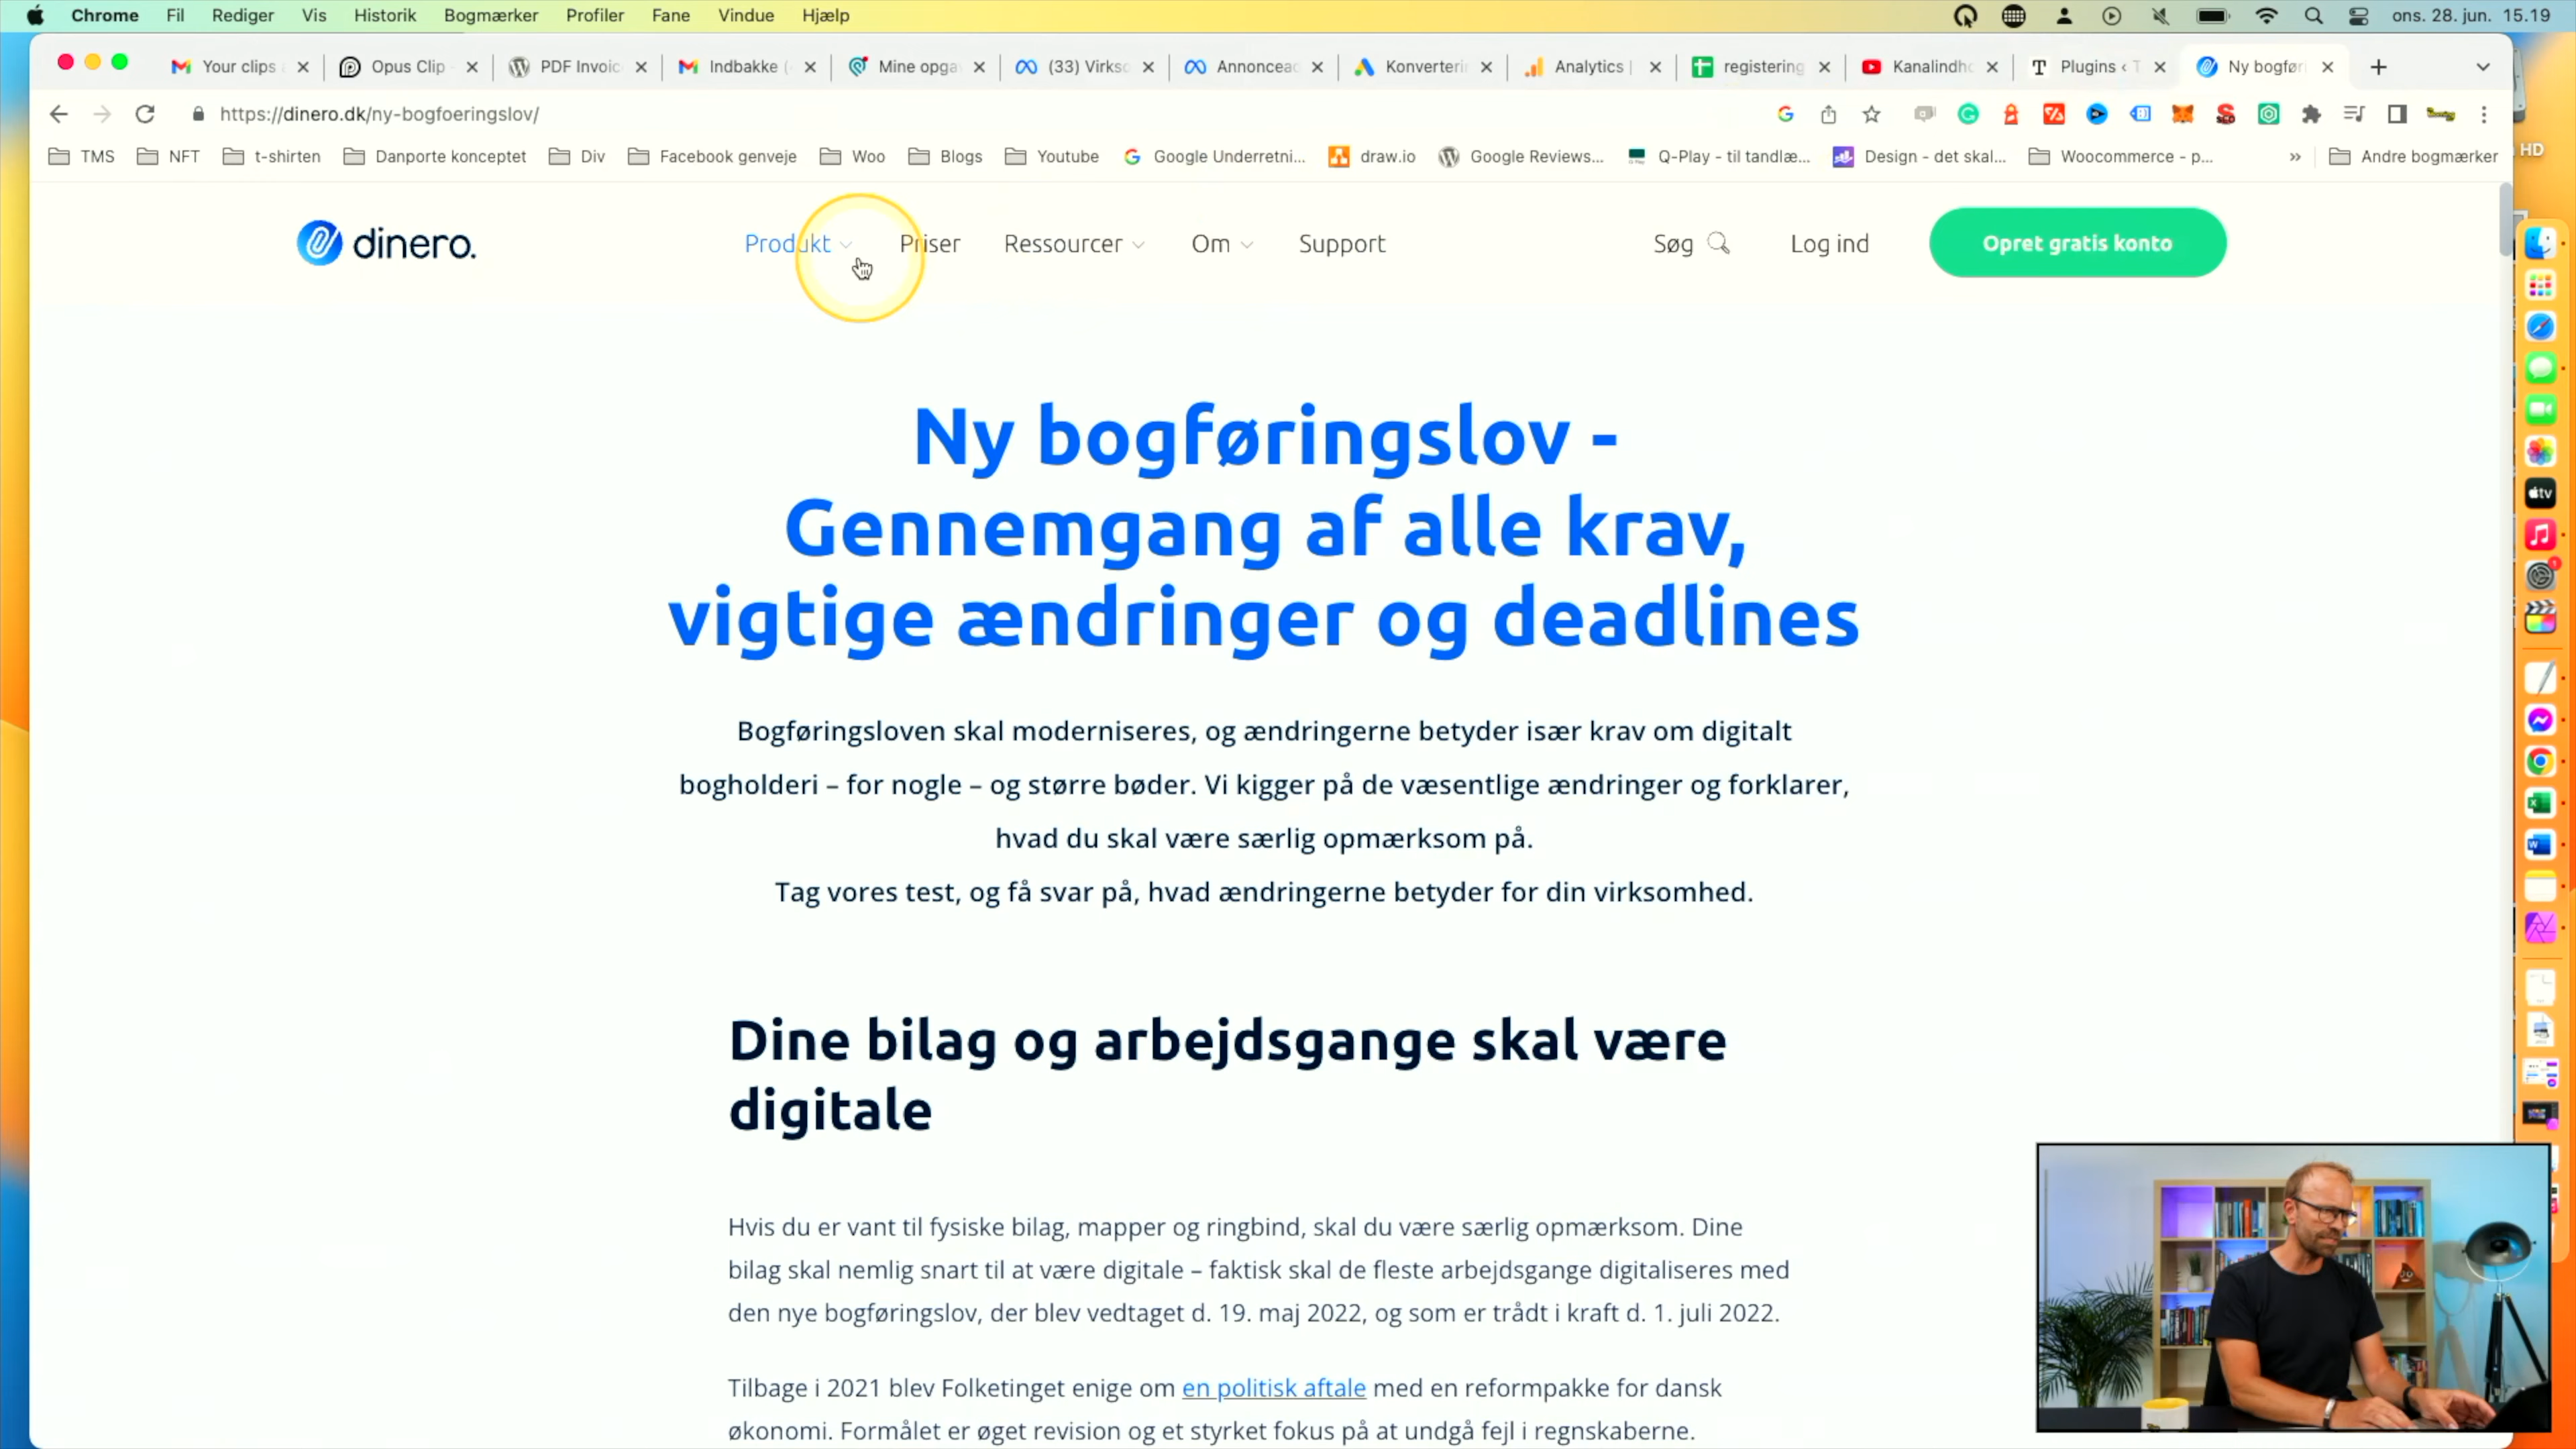 Chrome Fil Rediger Vis Historik Bogmærker Profiler Fane Vindue Hjælp ons. 28. jun. 15.19
Your clips Opus Clip PDF Invoic Indbakke Mine opga (33) Virksc Annoncea Konverteri Analytics | registering Kanalindh Plugins ‹ T Ny bogfør
https://dinero.dk/ny-bogfoeringslov/
TMS NFT t-shirten Danporte konceptet Div Facebook genveje Woo Blogs Youtube Google Underretni... draw.io Google Reviews... Q-Play - til tandlæ... Design - det skal... Woocommerce - p... » Andre bogmærker
HD
dinero. Produkt Priser Ressourcer Om Support Søg Log ind Opret gratis konto
Ny bogføringslov -
Gennemgang af alle krav,
vigtige ændringer og deadlines
Bogføringsloven skal moderniseres, og ændringerne betyder især krav om digitalt
bogholderi – for nogle – og større bøder. Vi kigger på de væsentlige ændringer og forklarer,
hvad du skal være særlig opmærksom på.
Tag vores test, og få svar på, hvad ændringerne betyder for din virksomhed.
Dine bilag og arbejdsgange skal være
digitale
Hvis du er vant til fysiske bilag, mapper og ringbind, skal du være særlig opmærksom. Dine
bilag skal nemlig snart til at være digitale – faktisk skal de fleste arbejdsgange digitaliseres med
den nye bogføringslov, der blev vedtaget d. 19. maj 2022, og som er trådt i kraft d. 1. juli 2022.
Tilbage i 2021 blev Folketinget enige om en politisk aftale med en reformpakke for dansk
økonomi. Formålet er øget revision og et styrket fokus på at undgå fejl i regnskaberne.